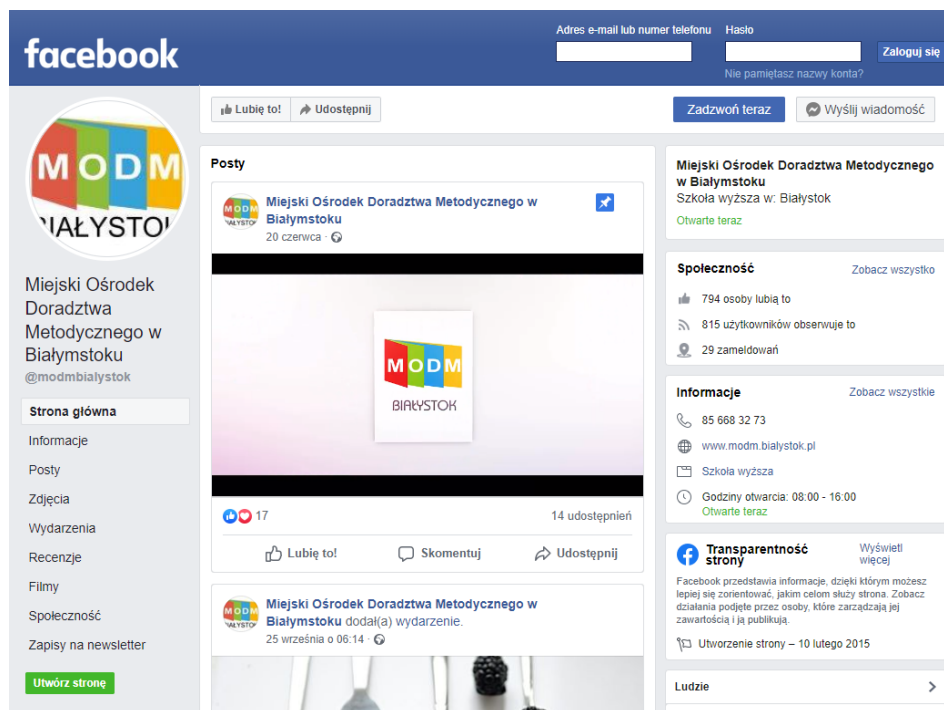 facebook
Adres e-mail lub numer telefonu
Hasło
Zaloguj się
Nie pamiętasz nazwy konta?
MODM
BIAŁYSTOK
Miejski Ośrodek
Doradztwa
Metodycznego w
Białymstoku
@modmbialystok
Strona główna
Informacje
Posty
Zdjęcia
Wydarzenia
Recenzje
Filmy
Społeczność
Zapisy na newsletter
Utwórz stronę
Lubię to!
Udostępnij
Zadzwoń teraz
Wyślij wiadomość
Posty
MODM
Miejski Ośrodek Doradztwa Metodycznego w
Białymstoku
20 czerwca ·
MODM
BIAŁYSTOK
17
14 udostępnień
Lubię to!
Skomentuj
Udostępnij
MODM
Miejski Ośrodek Doradztwa Metodycznego w
Białymstoku dodał(a) wydarzenie.
25 września o 06:14 ·
Miejski Ośrodek Doradztwa Metodycznego
w Białymstoku
Szkoła wyższa w: Białystok
Otwarte teraz
Społeczność
Zobacz wszystko
794 osoby lubią to
815 użytkowników obserwuje to
29 zameldowań
Informacje
Zobacz wszystkie
85 668 32 73
www.modm.bialystok.pl
Szkoła wyższa
Godziny otwarcia: 08:00 - 16:00
Otwarte teraz
Transparentność
strony
Wyświetl
więcej
Facebook przedstawia informacje, dzięki którym możesz
lepiej się zorientować, jakim celom służy strona. Zobacz
działania podjęte przez osoby, które zarządzają jej
zawartością i ją publikują.
Utworzenie strony – 10 lutego 2015
Ludzie